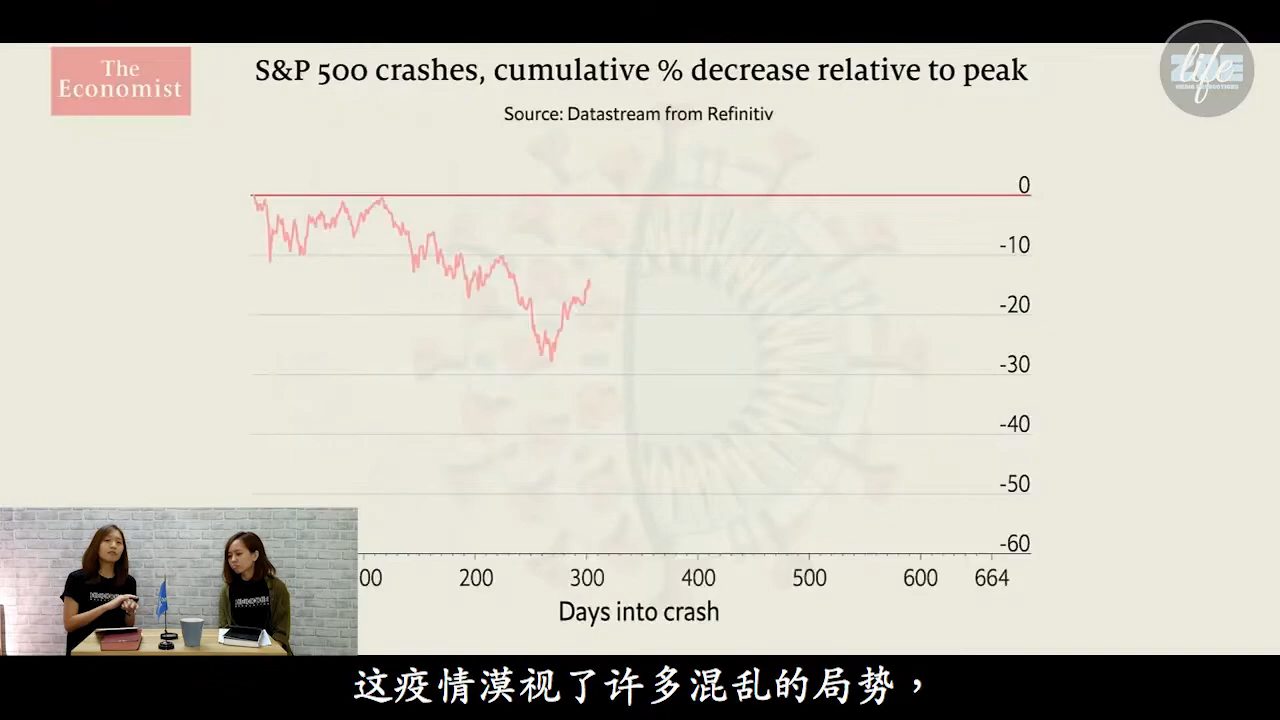 The
Economist
S&P 500 crashes, cumulative % decrease relative to peak
Source: Datastream from Refinitiv
life
MEDIA PRODUCTIONS
0
-10
-20
-30
-40
-50
-60
00 200 300 400 500 600 664
Days into crash
这疫情漠视了许多混乱的局势，